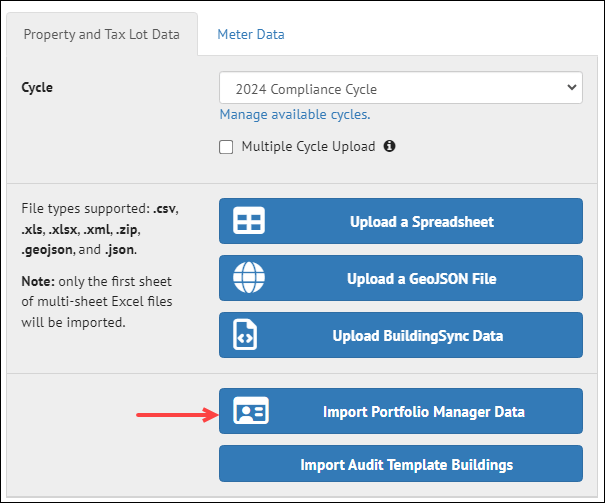 Property and Tax Lot Data
Meter Data
Cycle
2024 Compliance Cycle
Manage available cycles.
Multiple Cycle Upload
File types supported: .csv,
.xls, .xlsx, .xml, .zip,
.geojson, and .json.
Note: only the first sheet
of multi-sheet Excel files
will be imported.
Upload a Spreadsheet
Upload a GeoJSON File
Upload BuildingSync Data
Import Portfolio Manager Data
Import Audit Template Buildings